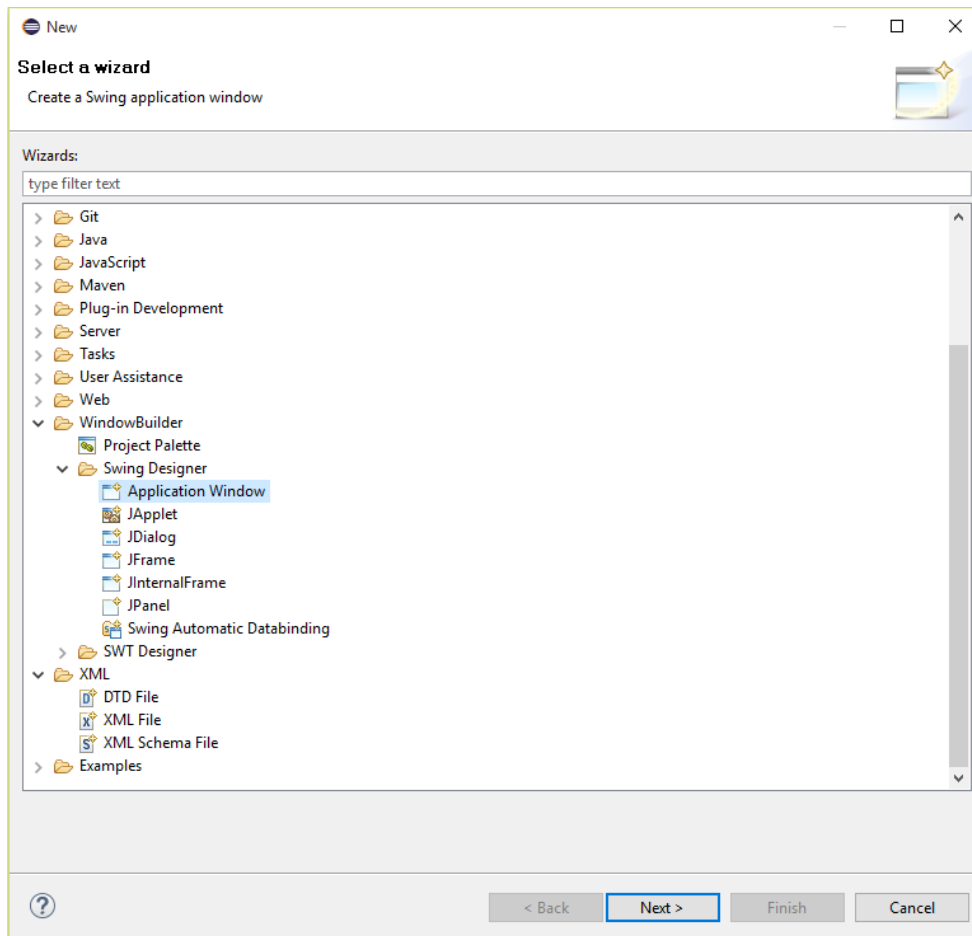 New
Select a wizard
Create a Swing application window
Wizards:
type filter text
Git
Java
JavaScript
Maven
Plug-in Development
Server
Tasks
User Assistance
Web
WindowBuilder
Project Palette
Swing Designer
Application Window
JApplet
JDialog
JFrame
JInternalFrame
JPanel
Swing Automatic Databinding
SWT Designer
XML
DTD File
XML File
XML Schema File
Examples
< Back Next > Finish Cancel